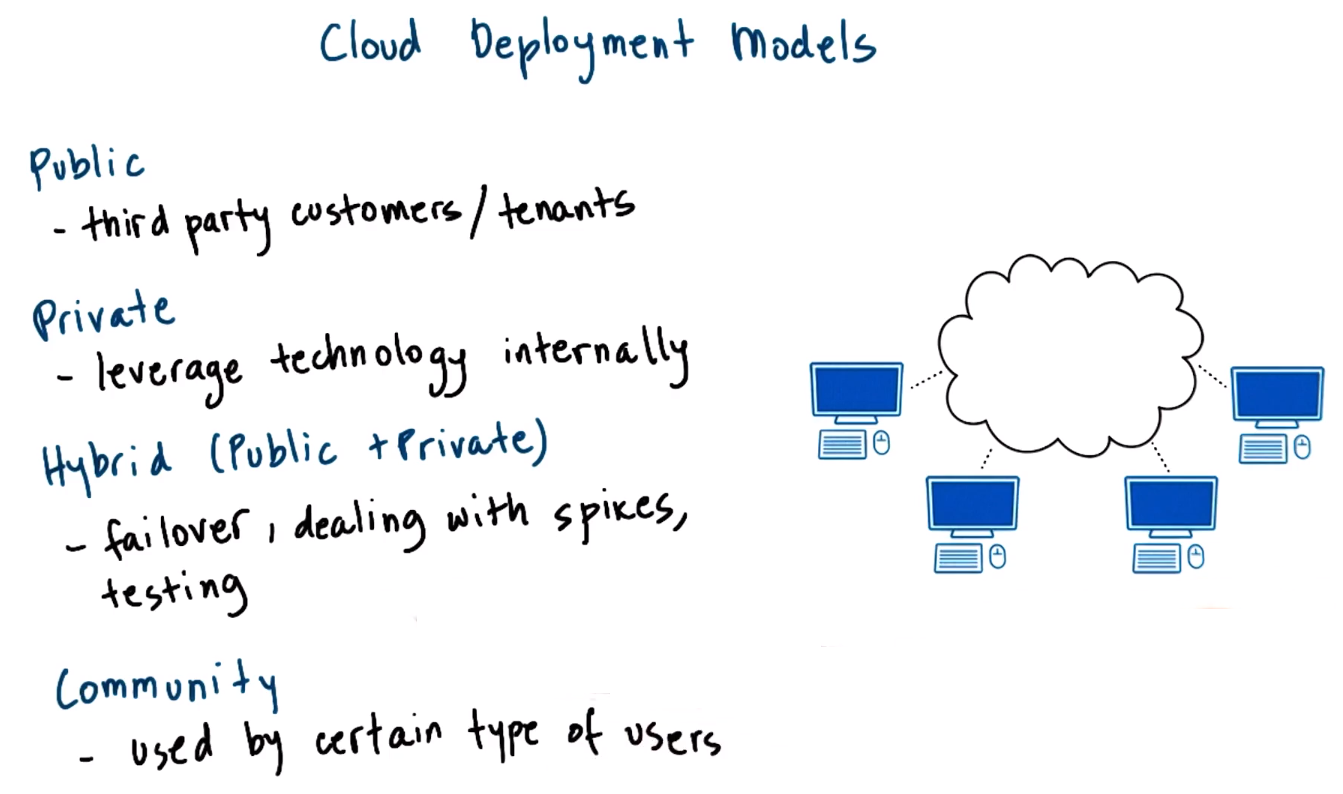 Cloud Deployment Models
Public
- third party customers/tenants
Private
- leverage technology internally
Hybrid (Public + Private)
- failover, dealing with spikes,
testing
Community
- used by certain type of users